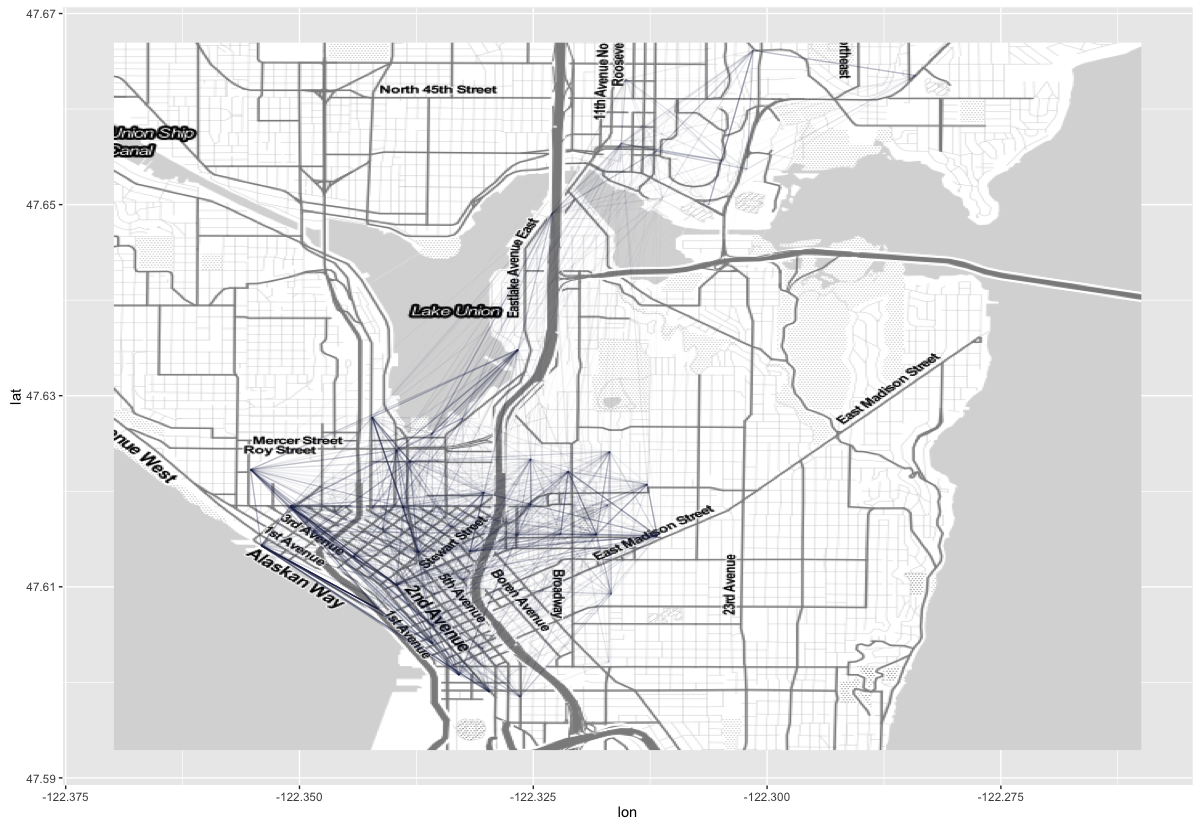 47.67
47.65
47.63
47.61
47.59
lat
11th Avenue No
Rooseve
rtheast
North 45th Street
Union Ship
Canal
Eastlake Avenue East
Lake Union
East Madison Street
Mercer Street
Roy Street
enue West
3rd Avenue
1st Avenue
Alaskan Way
Stewart Street
5th Avenue
2nd Avenue
1st Avenue
Boren Avenue
Broadway
East Madison Street
23rd Avenue
-122.375
-122.350
-122.325
-122.300
-122.275
lon